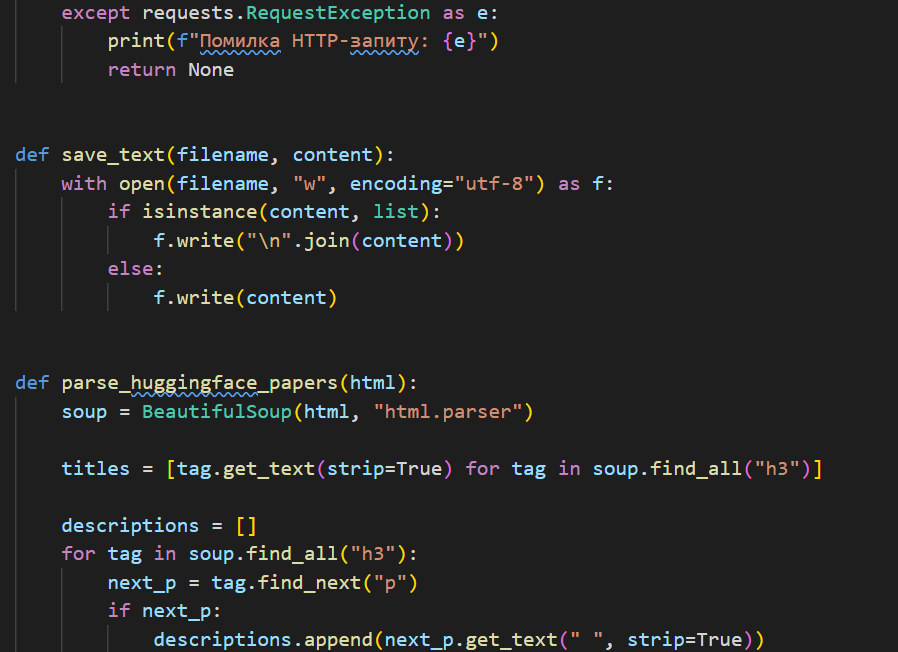 except requests.RequestException as e:
print(f"Помилка HTTP-запиту: {e}")
return None
def save_text(filename, content):
with open(filename, "w", encoding="utf-8") as f:
if isinstance(content, list):
f.write("\n".join(content))
else:
f.write(content)
def parse_huggingface_papers(html):
soup = BeautifulSoup(html, "html.parser")
titles = [tag.get_text(strip=True) for tag in soup.find_all("h3")]
descriptions = []
for tag in soup.find_all("h3"):
next_p = tag.find_next("p")
if next_p:
descriptions.append(next_p.get_text(" ", strip=True))